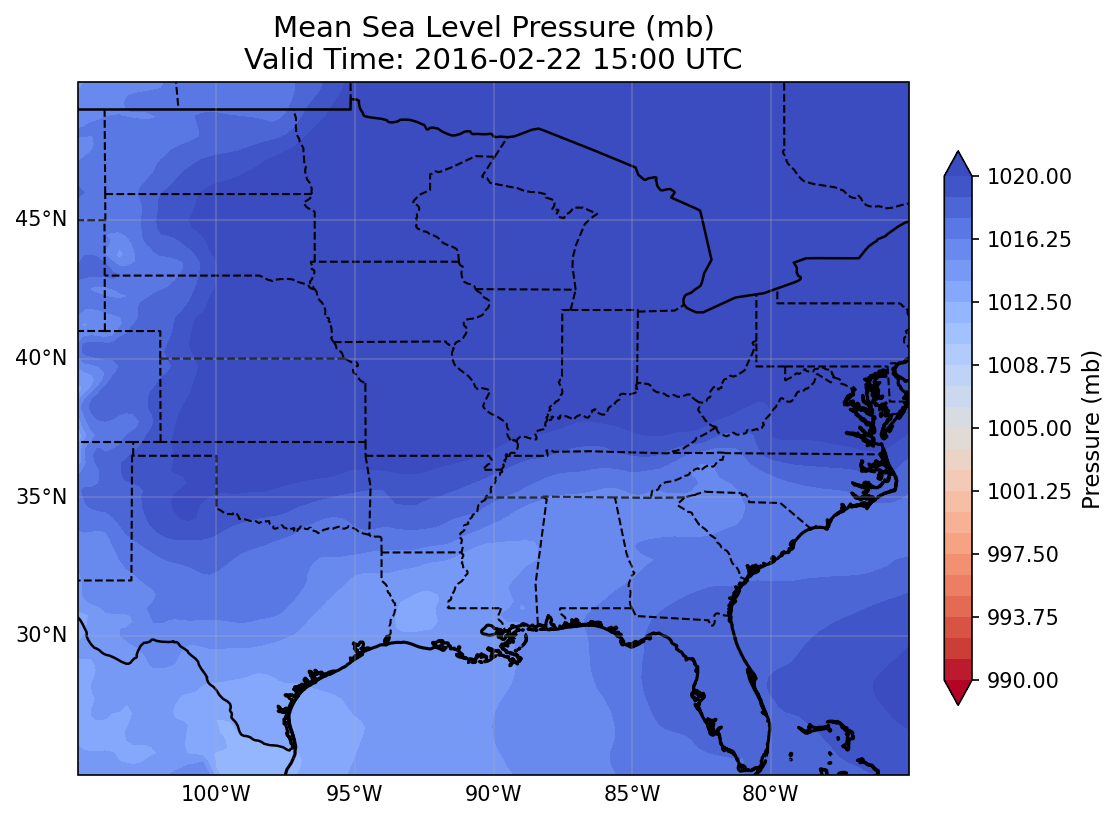 Mean Sea Level Pressure (mb)
Valid Time: 2016-02-22 15:00 UTC
45°N
40°N
35°N
30°N
100°W
95°W
90°W
85°W
80°W
1020.00
1016.25
1012.50
1008.75
1005.00
1001.25
997.50
993.75
990.00
Pressure (mb)